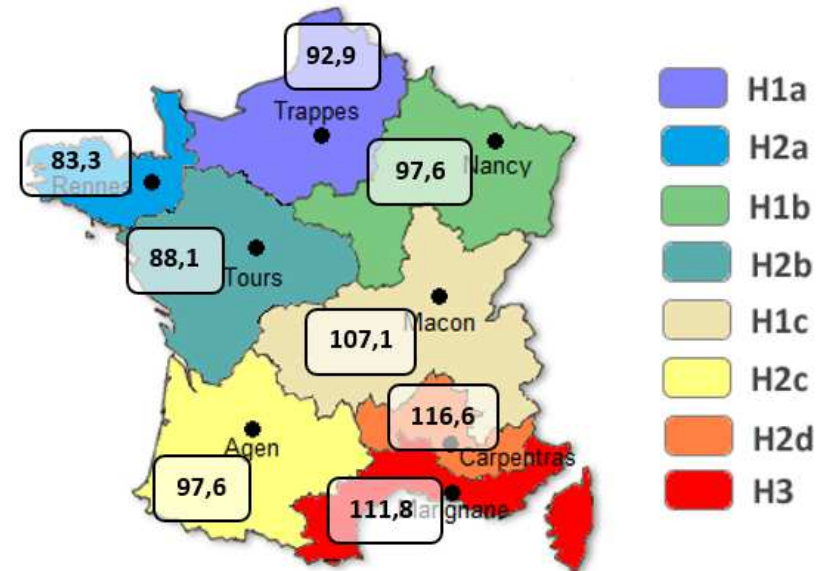 92,9
Trappes
83,3
Rennes
97,6
Nancy
88,1
Tours
Macon
107,1
116,6
Carpentras
Agen
97,6
111,8
Marignane
H1a
H2a
H1b
H2b
H1c
H2c
H2d
H3